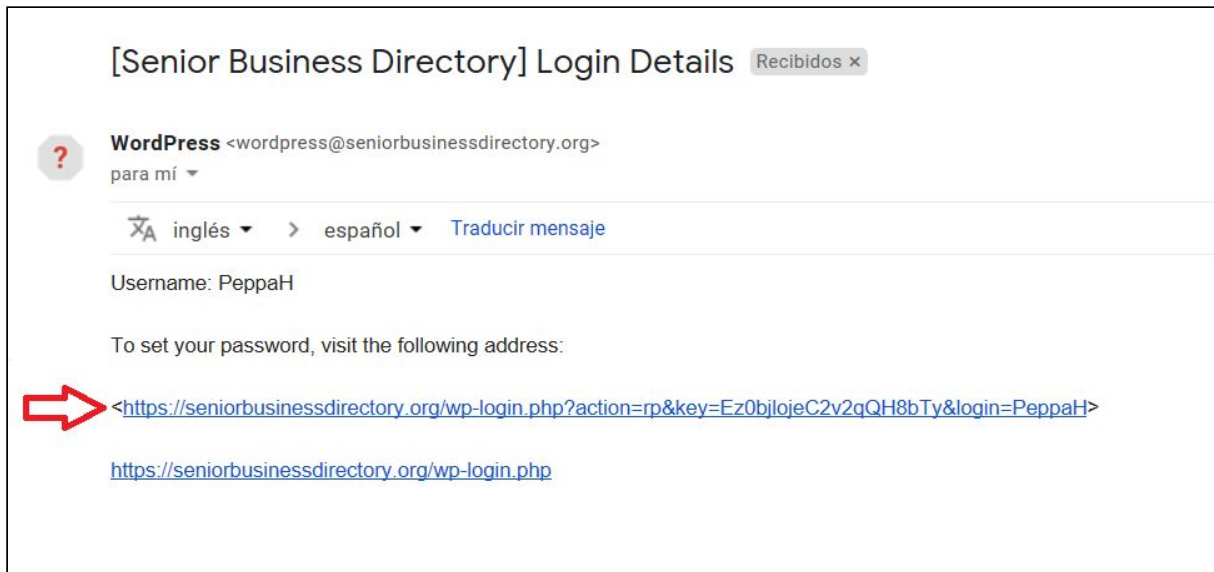 [Senior Business Directory] Login Details Recibidos ×
WordPress <wordpress@seniorbusinessdirectory.org>
?
para mí
inglés > español Traducir mensaje
Username: PeppaH
To set your password, visit the following address:
<https://seniorbusinessdirectory.org/wp-login.php?action=rp&key=Ez0bjlojeC2v2qQH8bTy&login=PeppaH>
https://seniorbusinessdirectory.org/wp-login.php